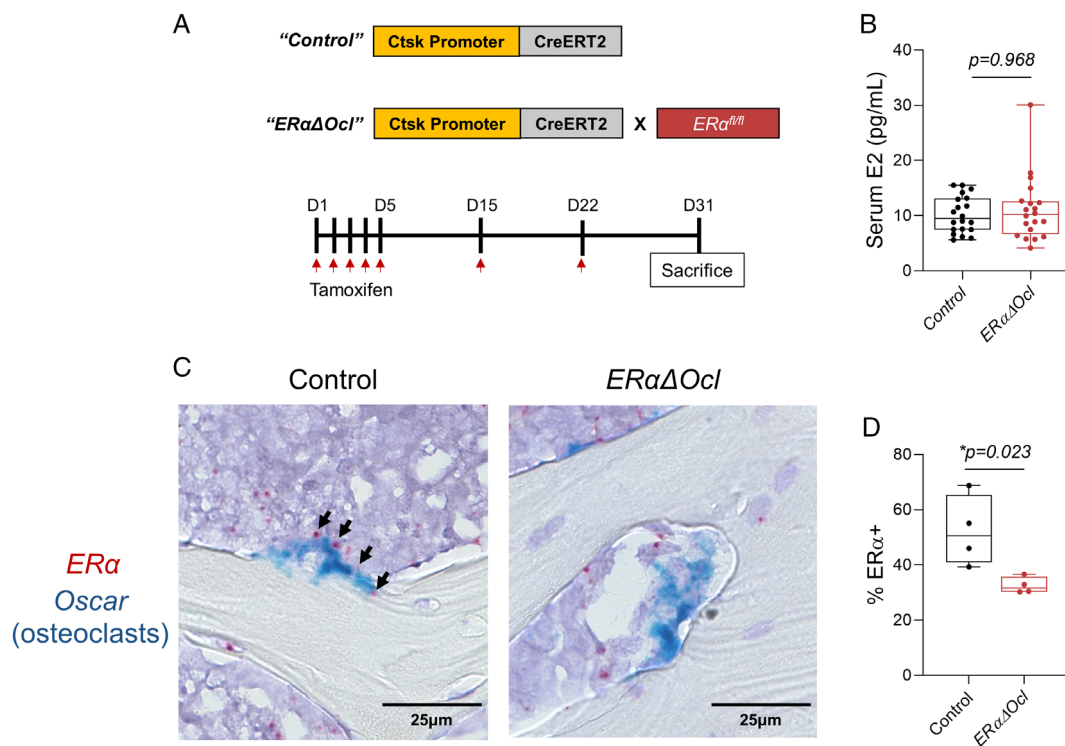 A
"Control"
Ctsk Promoter
CreERT2
"ERαΔOcl"
Ctsk Promoter
CreERT2
X
ERα^fl/fl
D1
D5
D15
D22
D31
Tamoxifen
Sacrifice
B
p=0.968
Serum E2 (pg/mL)
40
30
20
10
0
Control
ERαΔOcl
C
Control
ERαΔOcl
ERα
Oscar
(osteoclasts)
25μm
25μm
D
*p=0.023
% ERα+
80
60
40
20
0
Control
ERαΔOcl